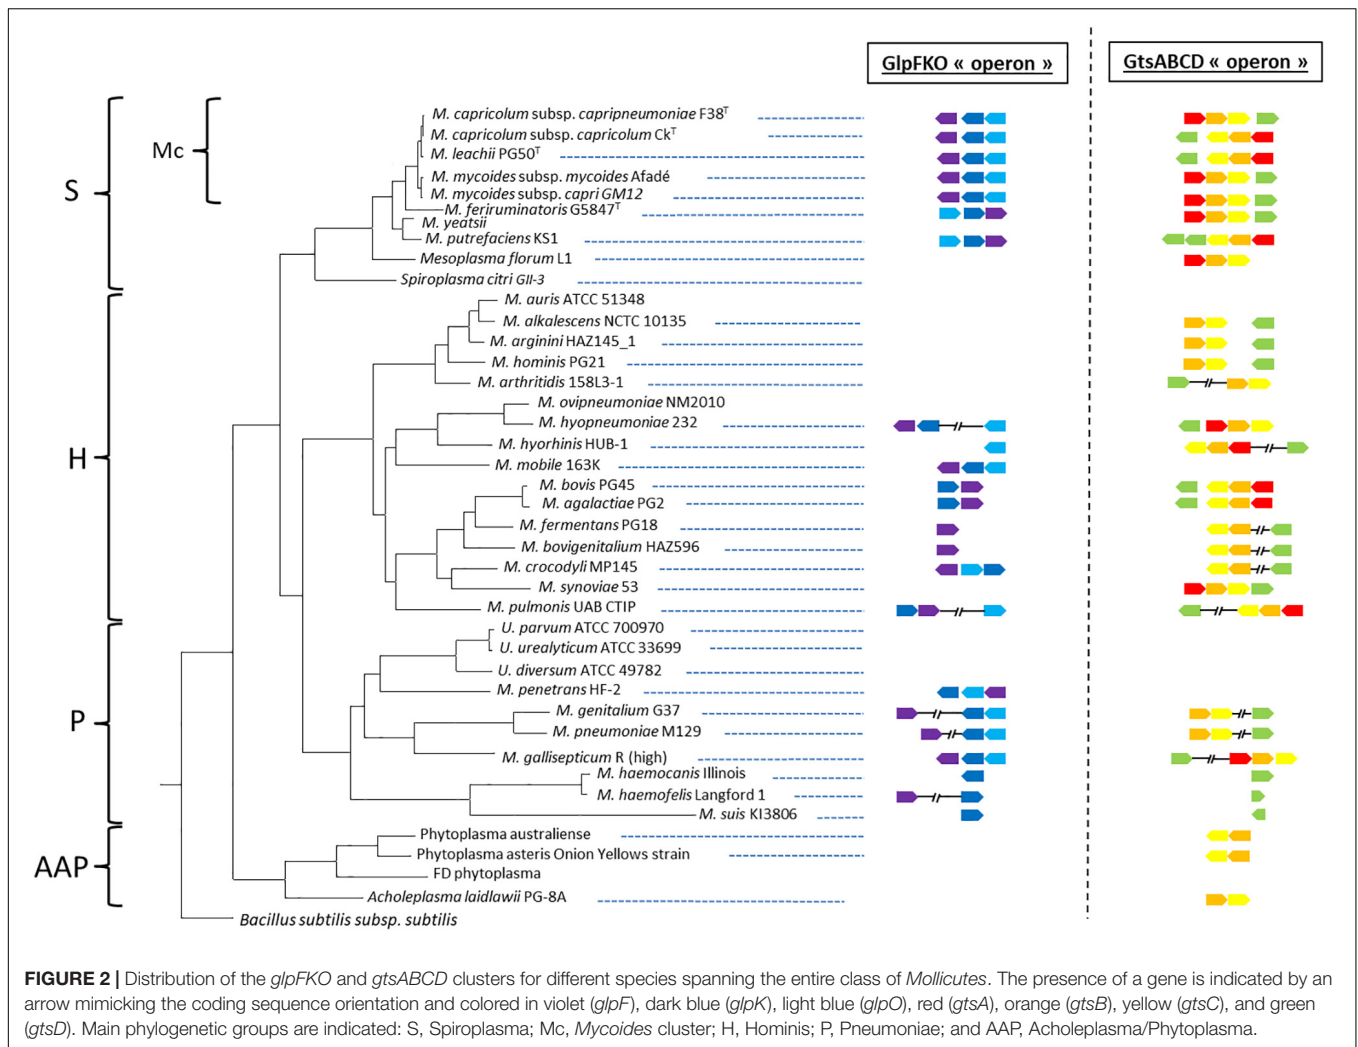 GlpFKO « operon »
GtsABCD « operon »
S
Mc
H
P
AAP
M. capricolum subsp. capripneumoniae F38ᵀ
M. capricolum subsp. capricolum Ckᵀ
M. leachii PG50ᵀ
M. mycoides subsp. mycoides Afadé
M. mycoides subsp. capri GM12
M. feriruminatoris G5847ᵀ
M. yeatsii
M. putrefaciens KS1
Mesoplasma florum L1
Spiroplasma citri GII-3
M. auris ATCC 51348
M. alkalescens NCTC 10135
M. arginini HAZ145_1
M. hominis PG21
M. arthritidis 158L3-1
M. ovipneumoniae NM2010
M. hyopneumoniae 232
M. hyorhinis HUB-1
M. mobile 163K
M. bovis PG45
M. agalactiae PG2
M. fermentans PG18
M. bovigenitalium HAZ596
M. crocodyli MP145
M. synoviae 53
M. pulmonis UAB CTIP
U. parvum ATCC 700970
U. urealyticum ATCC 33699
U. diversum ATCC 49782
M. penetrans HF-2
M. genitalium G37
M. pneumoniae M129
M. gallisepticum R (high)
M. haemocanis Illinois
M. haemofelis Langford 1
M. suis KI3806
Phytoplasma australiense
Phytoplasma asteris Onion Yellows strain
FD phytoplasma
Acholeplasma laidlawii PG-8A
Bacillus subtilis subsp. subtilis
FIGURE 2 | Distribution of the glpFKO and gtsABCD clusters for different species spanning the entire class of Mollicutes. The presence of a gene is indicated by an
arrow mimicking the coding sequence orientation and colored in violet (glpF), dark blue (glpK), light blue (glpO), red (gtsA), orange (gtsB), yellow (gtsC), and green
(gtsD). Main phylogenetic groups are indicated: S, Spiroplasma; Mc, Mycoides cluster; H, Hominis; P, Pneumoniae; and AAP, Acholeplasma/Phytoplasma.